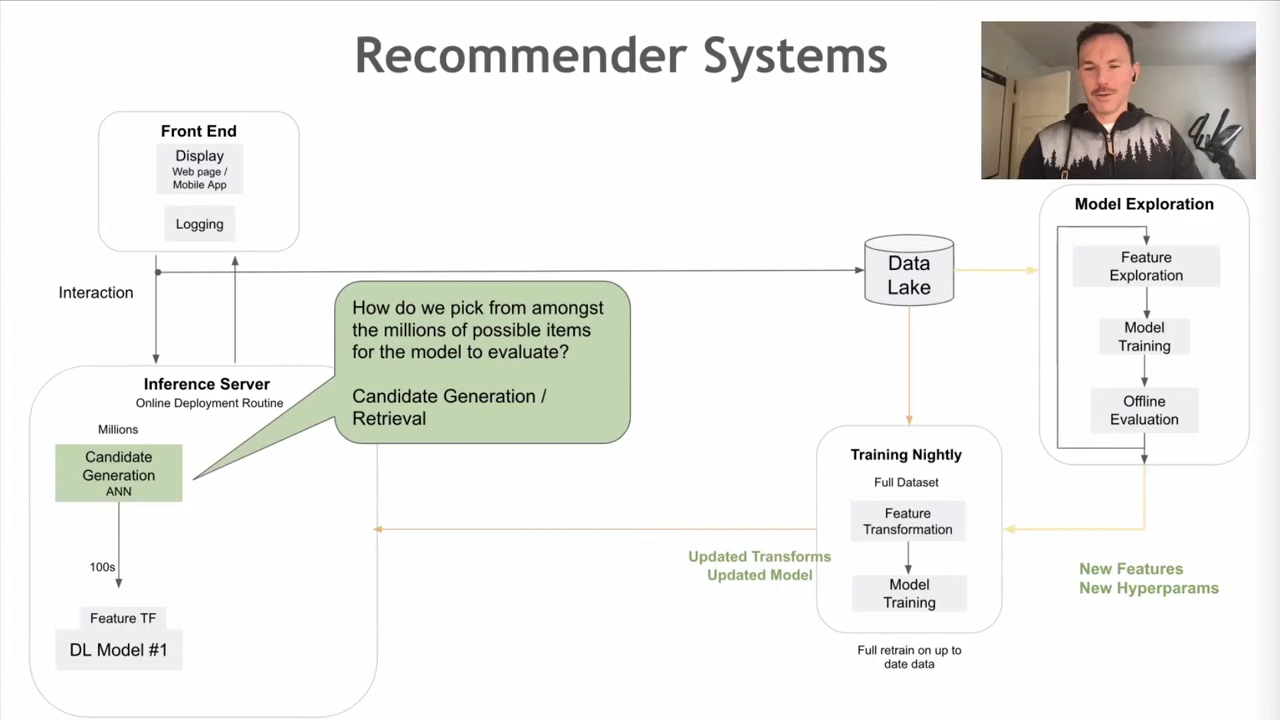 Recommender Systems
Front End
Display
Web page /
Mobile App
Logging
Interaction
Data
Lake
Model Exploration
Feature
Exploration
Model
Training
Offline
Evaluation
How do we pick from amongst
the millions of possible items
for the model to evaluate?
Candidate Generation /
Retrieval
Inference Server
Online Deployment Routine
Millions
Candidate
Generation
ANN
100s
Feature TF
DL Model #1
Training Nightly
Full Dataset
Feature
Transformation
Model
Training
Full retrain on up to
date data
Updated Transforms
Updated Model
New Features
New Hyperparams